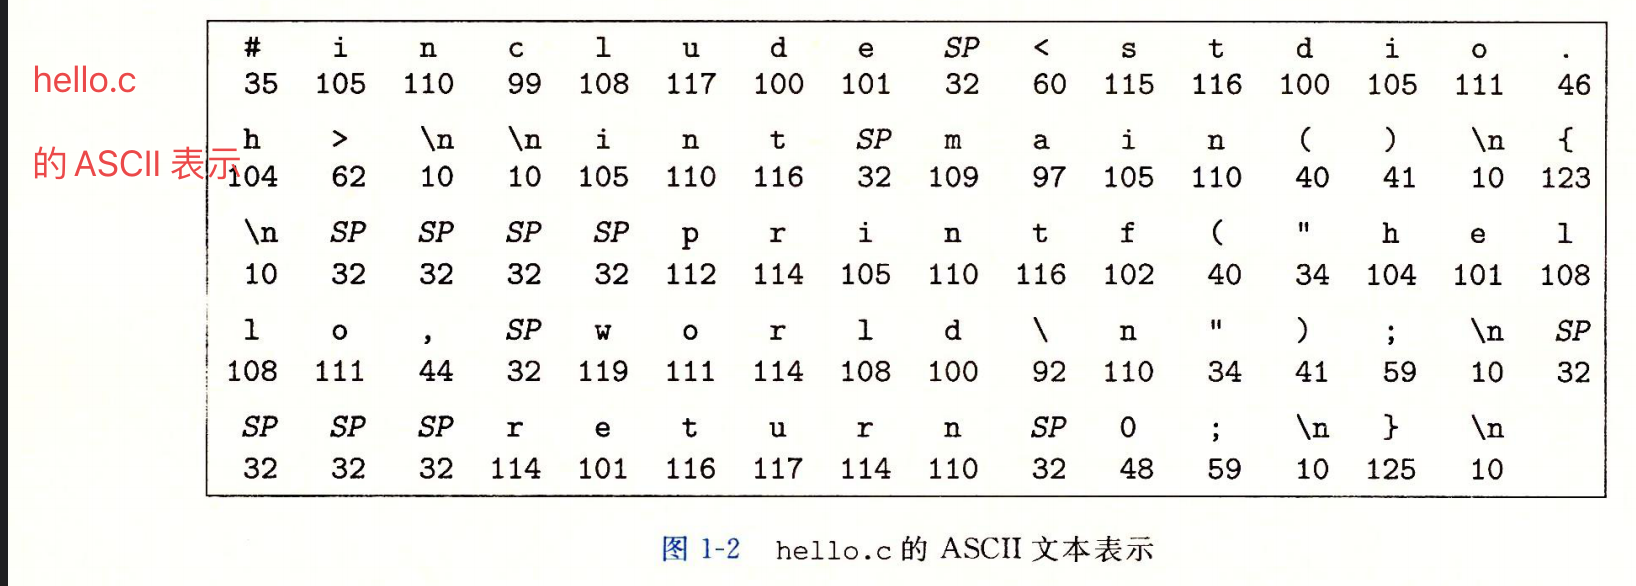 # i n c l u d e SP < s t d i o .
hello.c
35 105 110 99 108 117 100 101 32 60 115 116 100 105 111 46
h > \n \n i n t SP m a i n ( ) \n {
的 ASCII 表示
104 62 10 10 105 110 116 32 109 97 105 110 40 41 10 123
\n SP SP SP SP p r i n t f ( " h e l
10 32 32 32 32 112 114 105 110 116 102 40 34 104 101 108
l o , SP w o r l d \ n " ) ; \n SP
108 111 44 32 119 111 114 108 100 92 110 34 41 59 10 32
SP SP SP r e t u r n SP 0 ; \n } \n
32 32 32 114 101 116 117 114 110 32 48 59 10 125 10
图 1-2 hello.c 的 ASCII 文本表示